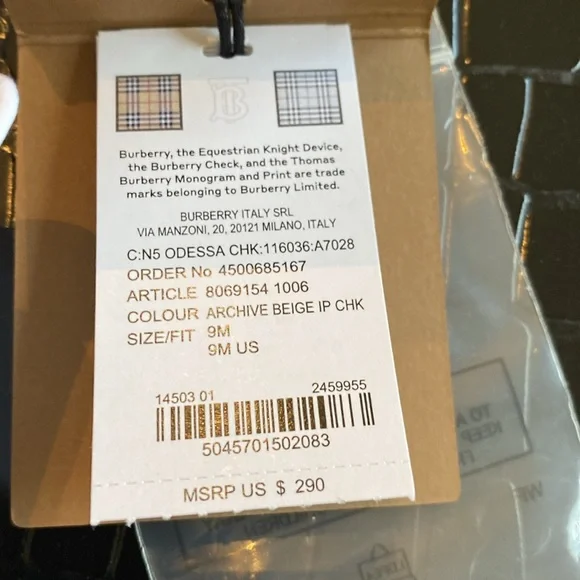 Burberry, the Equestrian Knight Device,
the Burberry Check, and the Thomas
Burberry Monogram and Print are trade
marks belonging to Burberry Limited.
BURBERRY ITALY SRL
VIA MANZONI, 20, 20121 MILANO, ITALY
C:N5 ODESSA CHK:116036:A7028
ORDER No 4500685167
ARTICLE 8069154 1006
COLOUR ARCHIVE BEIGE IP CHK
SIZE/FIT 9M
9M US
14503 01 2459955
5045701502083
MSRP US $ 290
TO A
KEEP